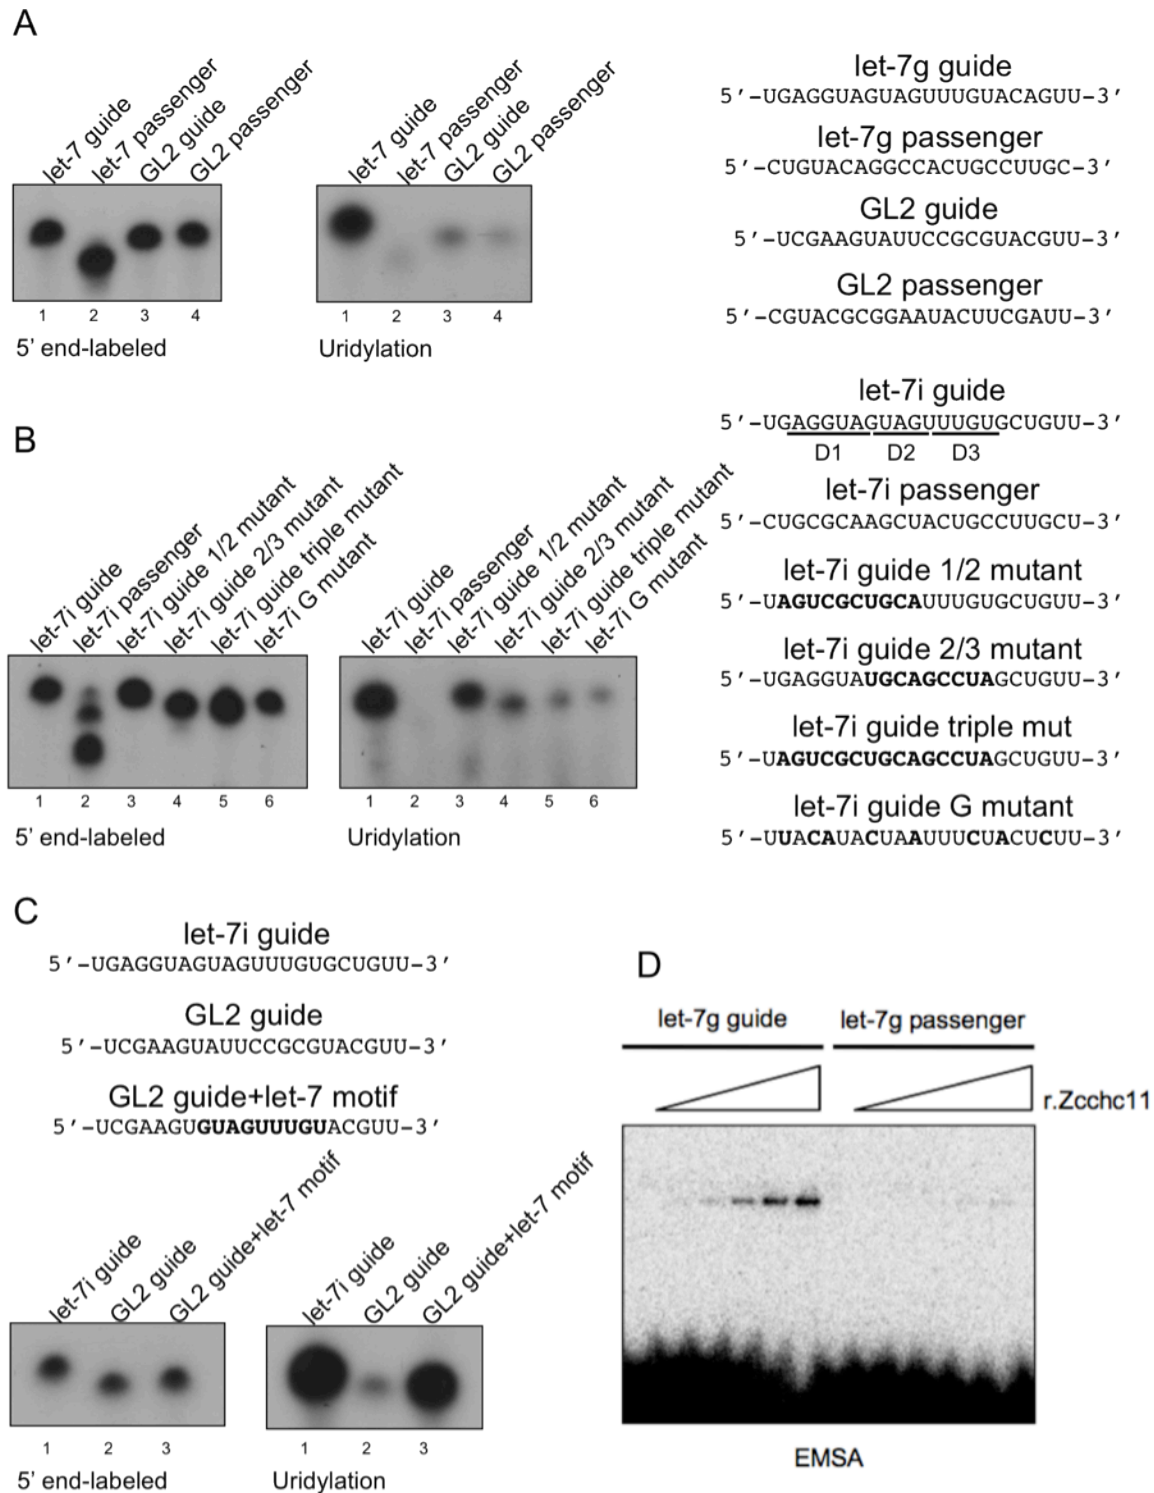 A
let-7 guide
let-7 passenger
GL2 guide
GL2 passenger
1 2 3 4
5’ end-labeled
let-7 guide
let-7 passenger
GL2 guide
GL2 passenger
1 2 3 4
Uridylation
let-7g guide
5’-UGAGGUAGUAGUUUGUACAGUU-3’
let-7g passenger
5’-CUGUACAGGCCACUGCCUUGC-3’
GL2 guide
5’-UCGAAGUAUUCCGCGUACGUU-3’
GL2 passenger
5’-CGUACGCGGAAUACUUCGAUU-3’
let-7i guide
5’-UGAGGUAGUAGUUUGUGCUGUU-3’
D1 D2 D3
let-7i passenger
5’-CUGCGCAAGCUACUGCCUUGCU-3’
let-7i guide 1/2 mutant
5’-UAGUCGCUGCAUUUGUGCUGUU-3’
let-7i guide 2/3 mutant
5’-UGAGGUAUGCAGCCUAGCUGUU-3’
let-7i guide triple mut
5’-UAGUCGCUGCAGCCUAGCUGUU-3’
let-7i guide G mutant
5’-UUACAUACUAAUUUCUACUCUU-3’
B
let-7i guide
let-7i passenger
let-7i guide 1/2 mutant
let-7i guide 2/3 mutant
let-7i guide triple mutant
let-7i G mutant
1 2 3 4 5 6
5’ end-labeled
let-7i guide
let-7i passenger
let-7i guide 1/2 mutant
let-7i guide 2/3 mutant
let-7i guide triple mutant
let-7i G mutant
1 2 3 4 5 6
Uridylation
C
let-7i guide
5’-UGAGGUAGUAGUUUGUGCUGUU-3’
GL2 guide
5’-UCGAAGUAUUCCGCGUACGUU-3’
GL2 guide+let-7 motif
5’-UCGAAGUGUAGUUUGUACGUU-3’
let-7i guide
GL2 guide
GL2 guide+let-7 motif
1 2 3
5’ end-labeled
let-7i guide
GL2 guide
GL2 guide+let-7 motif
1 2 3
Uridylation
D
let-7g guide
let-7g passenger
r.Zcchc11
EMSA